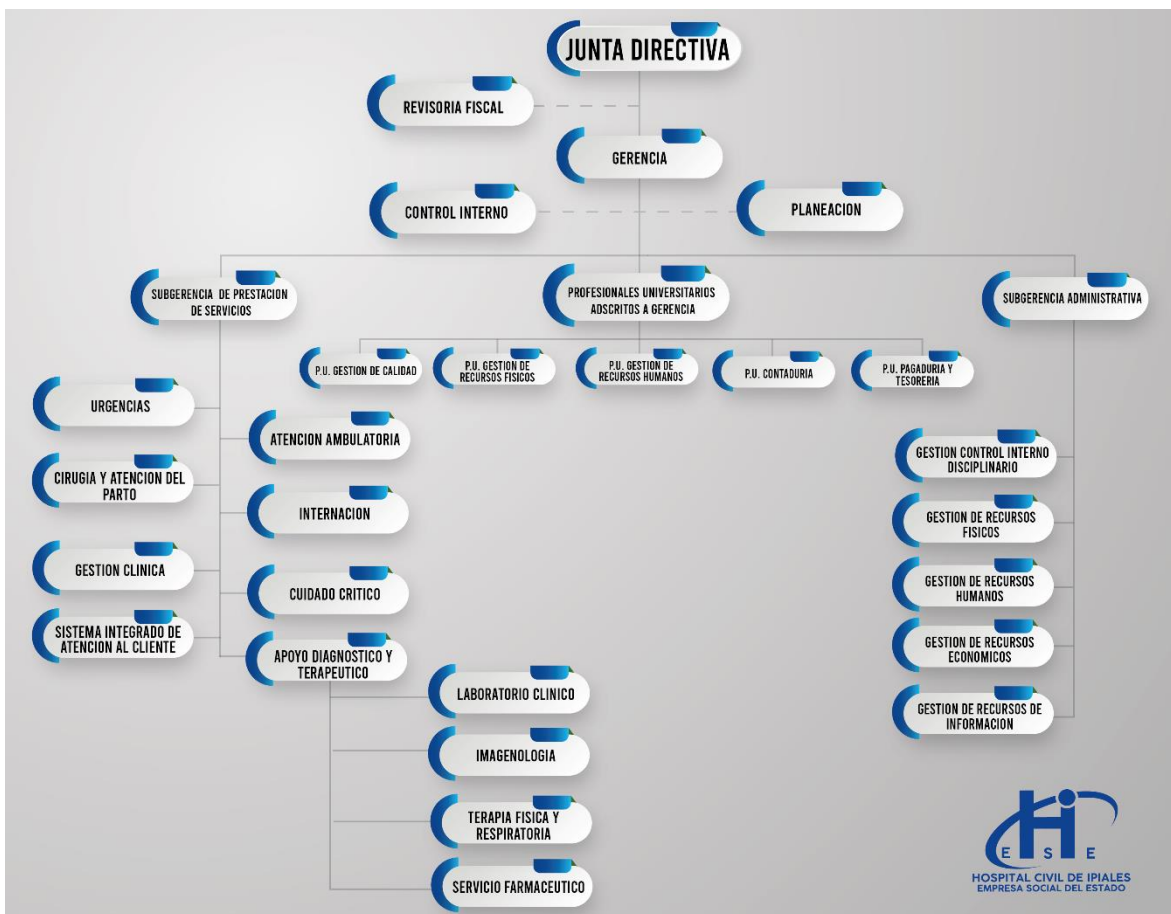 JUNTA DIRECTIVA
REVISORIA FISCAL
GERENCIA
CONTROL INTERNO
PLANEACION
SUBGERENCIA DE PRESTACION
DE SERVICIOS
PROFESIONALES UNIVERSITARIOS
ADSCRITOS A GERENCIA
SUBGERENCIA ADMINISTRATIVA
P.U. GESTION DE CALIDAD
P.U. GESTION DE
RECURSOS FISICOS
P.U. GESTION DE
RECURSOS HUMANOS
P.U. CONTADURIA
P.U. PAGADURIA Y
TESORERIA
URGENCIAS
CIRUGIA Y ATENCION DEL
PARTO
GESTION CLINICA
SISTEMA INTEGRADO DE
ATENCION AL CLIENTE
ATENCION AMBULATORIA
INTERNACION
CUIDADO CRITICO
APOYO DIAGNOSTICO Y
TERAPEUTICO
LABORATORIO CLINICO
IMAGENOLOGIA
TERAPIA FISICA Y
RESPIRATORIA
SERVICIO FARMACEUTICO
GESTION CONTROL INTERNO
DISCIPLINARIO
GESTION DE RECURSOS
FISICOS
GESTION DE RECURSOS
HUMANOS
GESTION DE RECURSOS
ECONOMICOS
GESTION DE RECURSOS DE
INFORMACION
Hi
E S E
HOSPITAL CIVIL DE IPIALES
EMPRESA SOCIAL DEL ESTADO